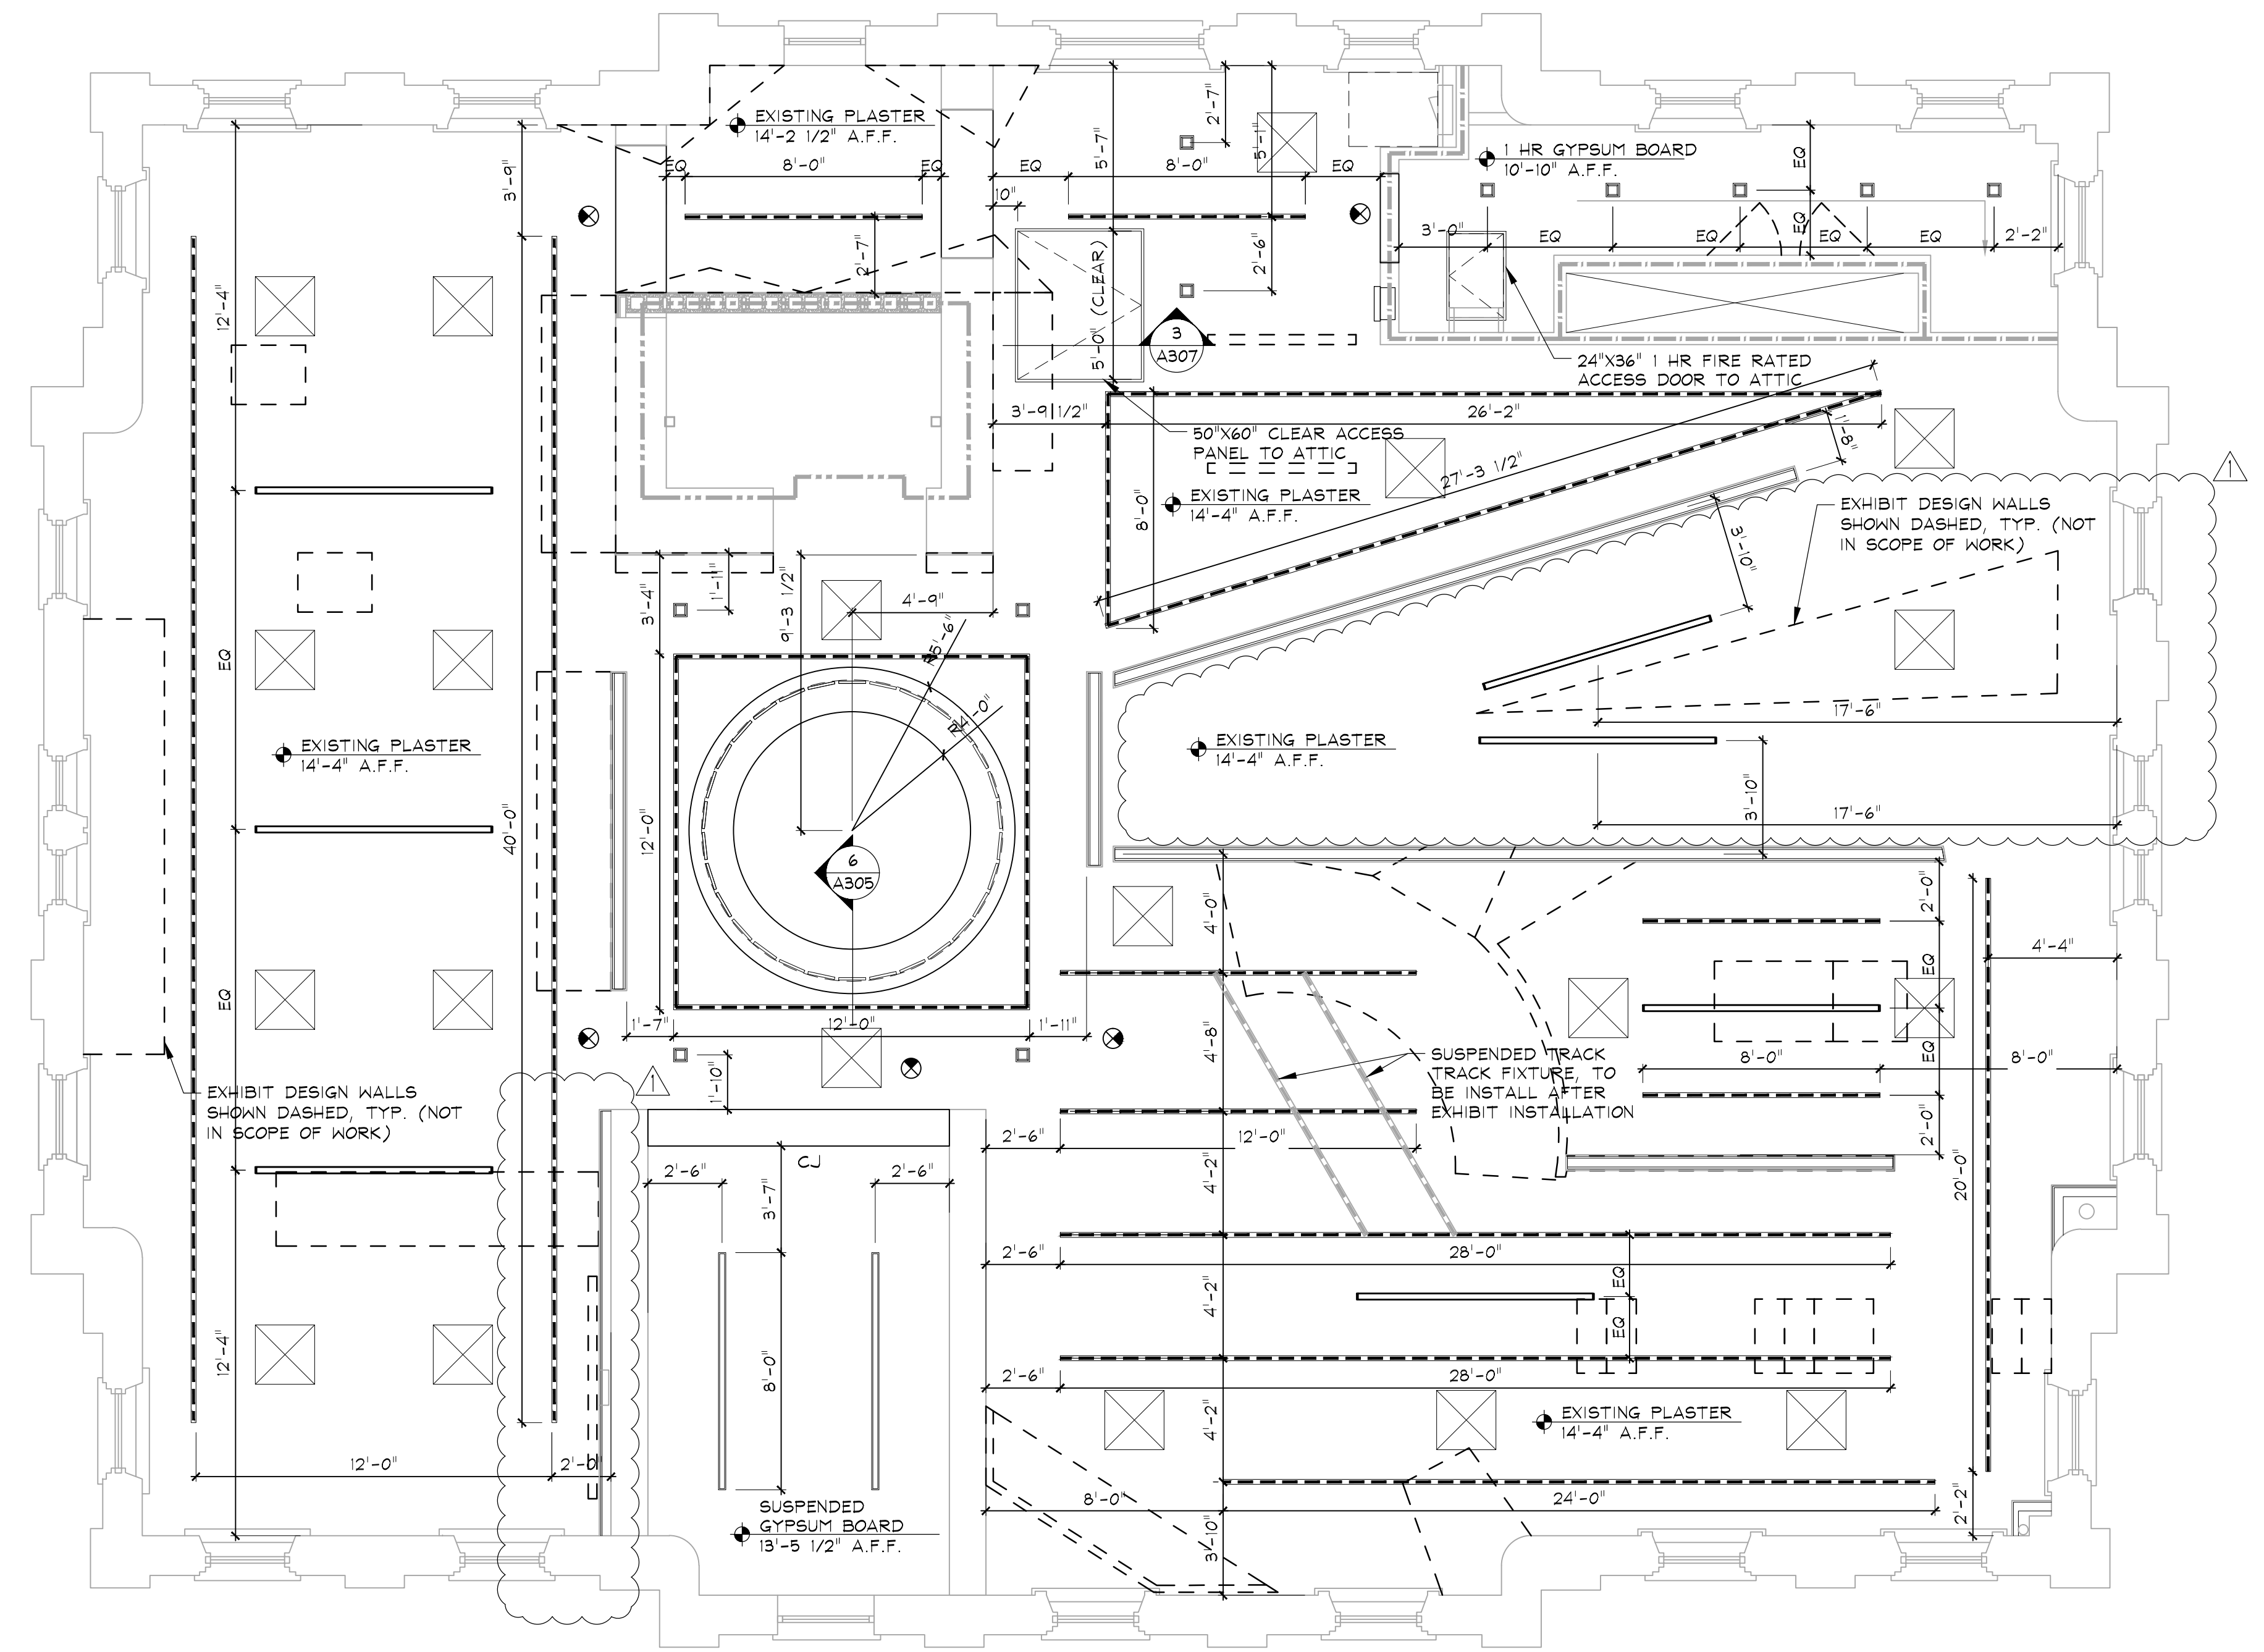 EXISTING PLASTER
14'-2 1/2" A.F.F.
EQ
8'-0"
EQ
EQ
8'-0"
EQ
10"
5'-7"
2'-7"
5'-1"
2'-6"
2'-7"
3'-9"
12'-4"
1 HR GYPSUM BOARD
10'-10" A.F.F.
EQ
EQ
3'-0"
EQ
EQ
EQ
EQ
2'-2"
5'-0" (CLEAR)
3
A307
24"X36" 1 HR FIRE RATED
ACCESS DOOR TO ATTIC
3'-9 1/2"
26'-2"
50"X60" CLEAR ACCESS
PANEL TO ATTIC
27'-3 1/2"
1'-8"
EXISTING PLASTER
14'-4" A.F.F.
8'-0"
3'-10"
1
EXHIBIT DESIGN WALLS
SHOWN DASHED, TYP. (NOT
IN SCOPE OF WORK)
3'-4"
1'-11"
9'-3 1/2"
4'-9"
R5'-6"
R4'-0"
EQ
EXISTING PLASTER
14'-4" A.F.F.
40'-0"
12'-0"
6
A305
EXISTING PLASTER
14'-4" A.F.F.
17'-6"
3'-10"
17'-6"
4'-0"
2'-0"
EQ
4'-4"
EQ
EQ
1'-7"
12'-0"
1'-11"
4'-8"
8'-0"
8'-0"
SUSPENDED TRACK
TRACK FIXTURE, TO
BE INSTALL AFTER
EXHIBIT INSTALLATION
EXHIBIT DESIGN WALLS
SHOWN DASHED, TYP. (NOT
IN SCOPE OF WORK)
1
1'-10"
2'-6"
12'-0"
2'-0"
CJ
2'-6"
2'-6"
3'-7"
4'-2"
20'-0"
2'-6"
28'-0"
4'-2"
EQ
EQ
12'-4"
8'-0"
2'-6"
28'-0"
4'-2"
EXISTING PLASTER
14'-4" A.F.F.
12'-0"
2'-0"
8'-0"
24'-0"
2'-2"
3'-10"
SUSPENDED
GYPSUM BOARD
13'-5 1/2" A.F.F.